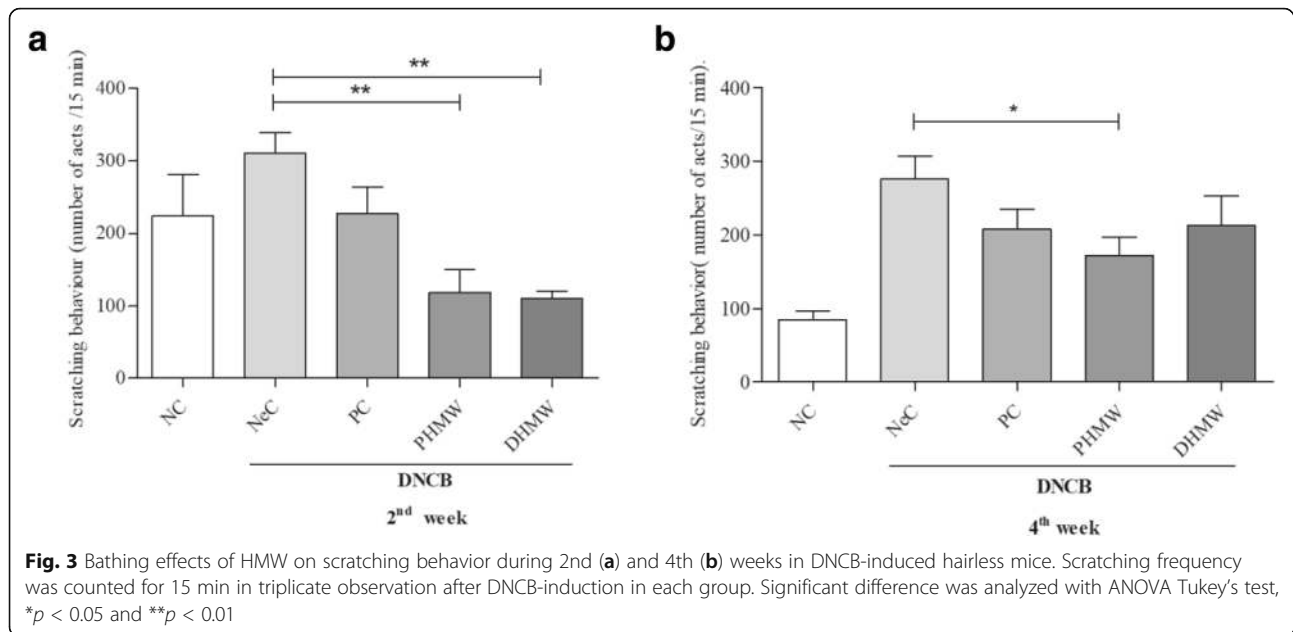 a
Scratching behaviour (number of acts /15 min)
400
300
200
100
0
**
**
NC
NeC
PC
PHMW
DHMW
DNCB
2nd week
b
Scratching behavior( number of acts/15 min).
400
300
200
100
0
*
NC
NeC
PC
PHMW
DHMW
DNCB
4th week
Fig. 3 Bathing effects of HMW on scratching behavior during 2nd (a) and 4th (b) weeks in DNCB-induced hairless mice. Scratching frequency
was counted for 15 min in triplicate observation after DNCB-induction in each group. Significant difference was analyzed with ANOVA Tukey's test,
*p < 0.05 and **p < 0.01